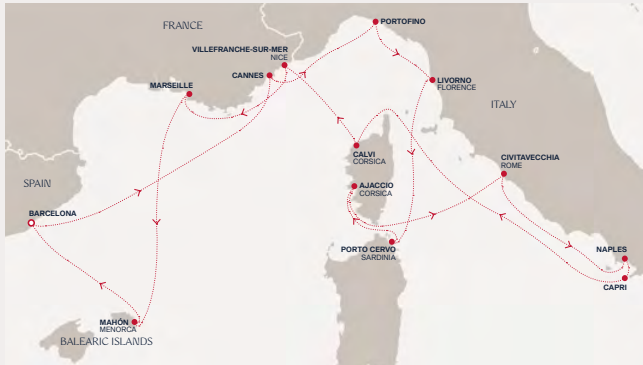 FRANCE
PORTOFINO
VILLEFRANCHE-SUR-MER
NICE
CANNES
MARSEILLE
LIVORNO
FLORENCE
ITALY
CALVI
CORSICA
CIVITAVECCHIA
ROME
SPAIN
AJACCIO
CORSICA
BARCELONA
PORTO CERVO
SARDINIA
NAPLES
CAPRI
MAHÓN
MENORCA
BALEARIC ISLANDS